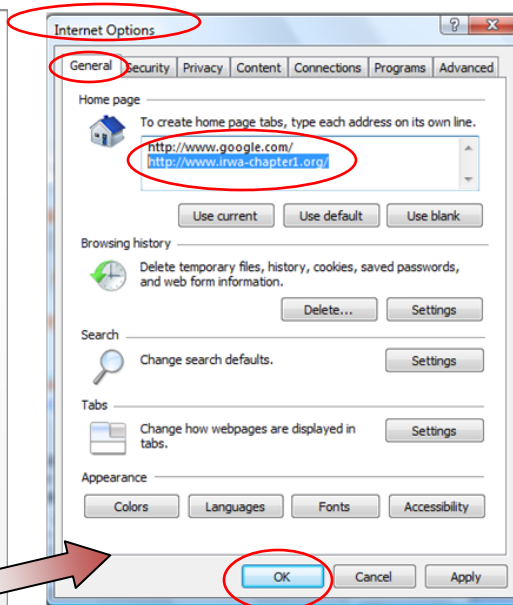 Internet Options
General Security Privacy Content Connections Programs Advanced
Home page
To create home page tabs, type each address on its own line.
http://www.google.com/
http://www.irwa-chapter1.org/
Use current Use default Use blank
Browsing history
Delete temporary files, history, cookies, saved passwords,
and web form information.
Delete... Settings
Search
Change search defaults. Settings
Tabs
Change how webpages are displayed in
tabs.
Settings
Appearance
Colors Languages Fonts Accessibility
OK Cancel Apply